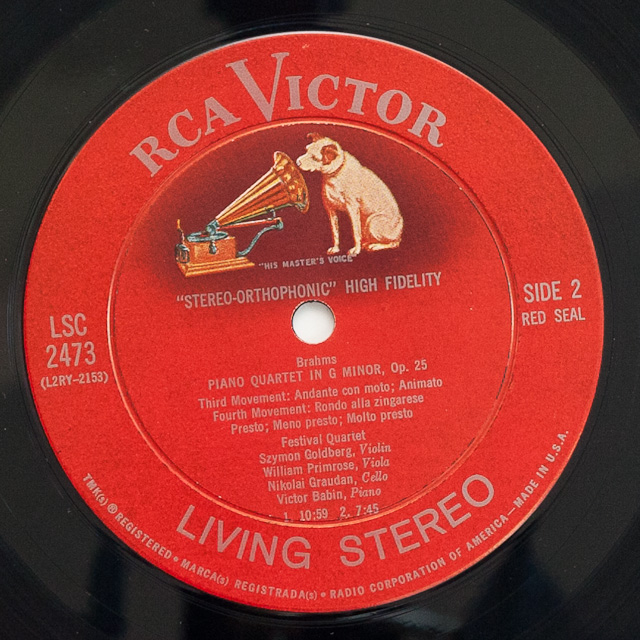 RCA VICTOR
"HIS MASTER'S VOICE"
"STEREO-ORTHOPHONIC" HIGH FIDELITY
LSC
2473
(L2RY-2153)
SIDE 2
RED SEAL
Brahms
PIANO QUARTET IN G MINOR, Op. 25
Third Movement: Andante con moto; Animato
Fourth Movement: Rondo alla zingarese
Presto; Meno presto; Molto presto
Festival Quartet
Szymon Goldberg, Violin
William Primrose, Viola
Nikolai Graudan, Cello
Victor Babin, Piano
1. 10:59 2. 7:45
LIVING STEREO
TMK(s) ® REGISTERED • MARCA(s) REGISTRADA(s) • RADIO CORPORATION OF AMERICA—MADE IN U.S.A.